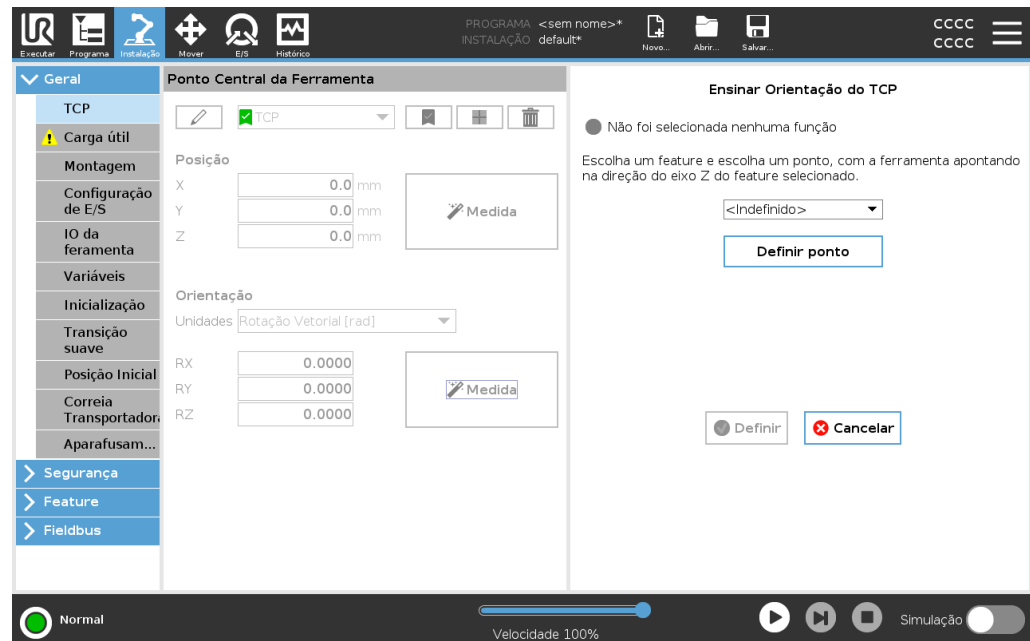 UR
PROGRAMA <sem nome>*
INSTALAÇÃO default*
CCCC
CCCC
Executar Programa Instalação Mover E/S Histórico Novo... Abrir... Salvar...
Geral
TCP
Carga útil
Montagem
Configuração
de E/S
IO da
feramenta
Variáveis
Inicialização
Transição
suave
Posição Inicial
Correia
Transportador
Aparafusam...
Segurança
Feature
Fieldbus
Ponto Central da Ferramenta
TCP
Posição
X 0.0 mm
Y 0.0 mm
Z 0.0 mm
Medida
Orientação
Unidades Rotação Vetorial [rad]
RX 0.0000
RY 0.0000
RZ 0.0000
Medida
Ensinar Orientação do TCP
Não foi selecionada nenhuma função
Escolha um feature e escolha um ponto, com a ferramenta apontando
na direção do eixo Z do feature selecionado.
<Indefinido>
Definir ponto
Definir Cancelar
Normal
Velocidade 100%
Simulação